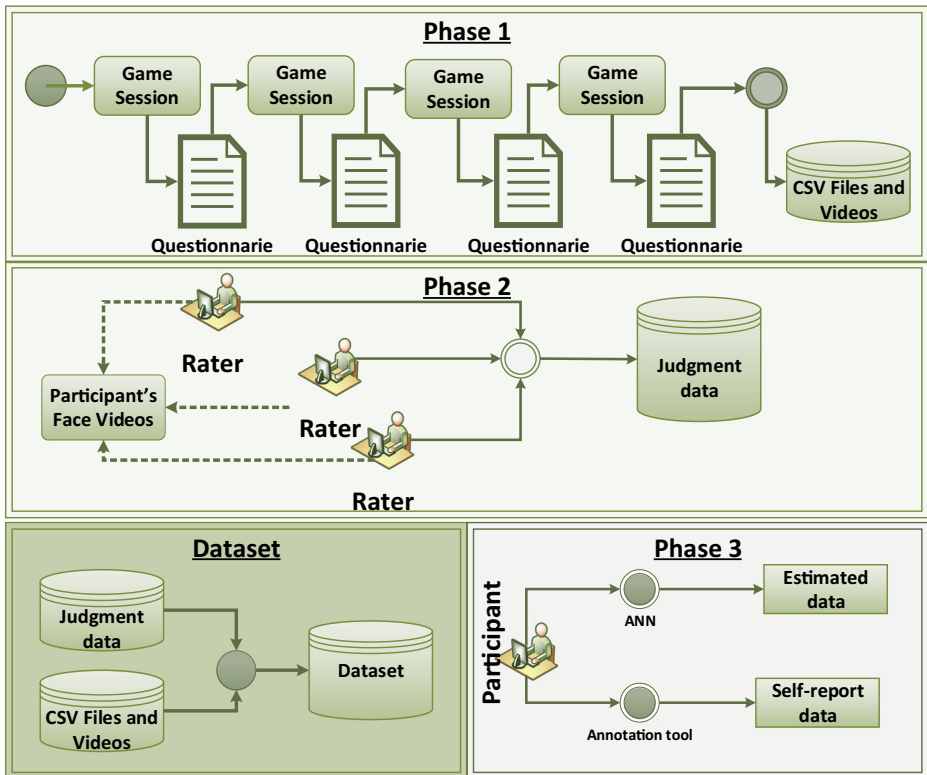 Phase 1
Game
Session
Game
Session
Game
Session
Game
Session
CSV Files and
Videos
Questionnarie
Questionnarie
Questionnarie
Questionnarie
Phase 2
Rater
Participant's
Face Videos
Rater
Rater
Judgment
data
Dataset
Judgment
data
CSV Files and
Videos
Dataset
Phase 3
Participant
ANN
Estimated
data
Annotation tool
Self-report
data